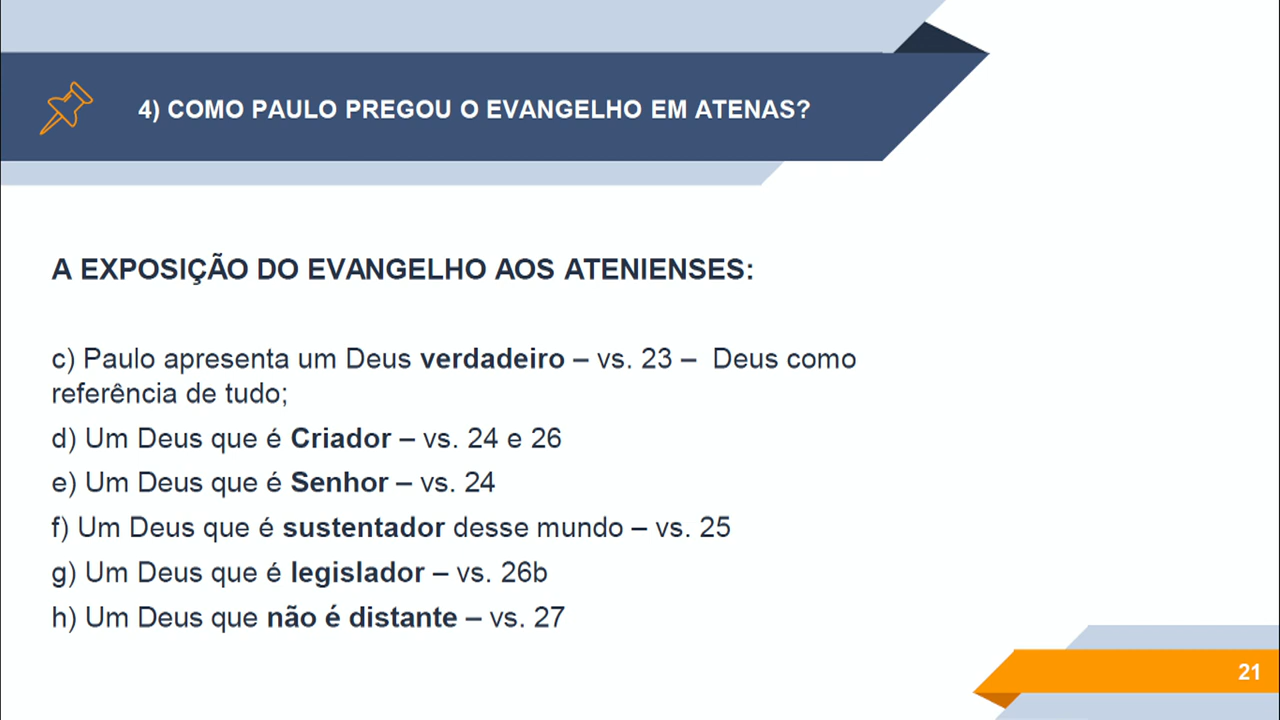 4) COMO PAULO PREGOU O EVANGELHO EM ATENAS?
A EXPOSIÇÃO DO EVANGELHO AOS ATENIENSES:
c) Paulo apresenta um Deus verdadeiro – vs. 23 – Deus como
referência de tudo;
d) Um Deus que é Criador – vs. 24 e 26
e) Um Deus que é Senhor – vs. 24
f) Um Deus que é sustentador desse mundo – vs. 25
g) Um Deus que é legislador – vs. 26b
h) Um Deus que não é distante – vs. 27
21